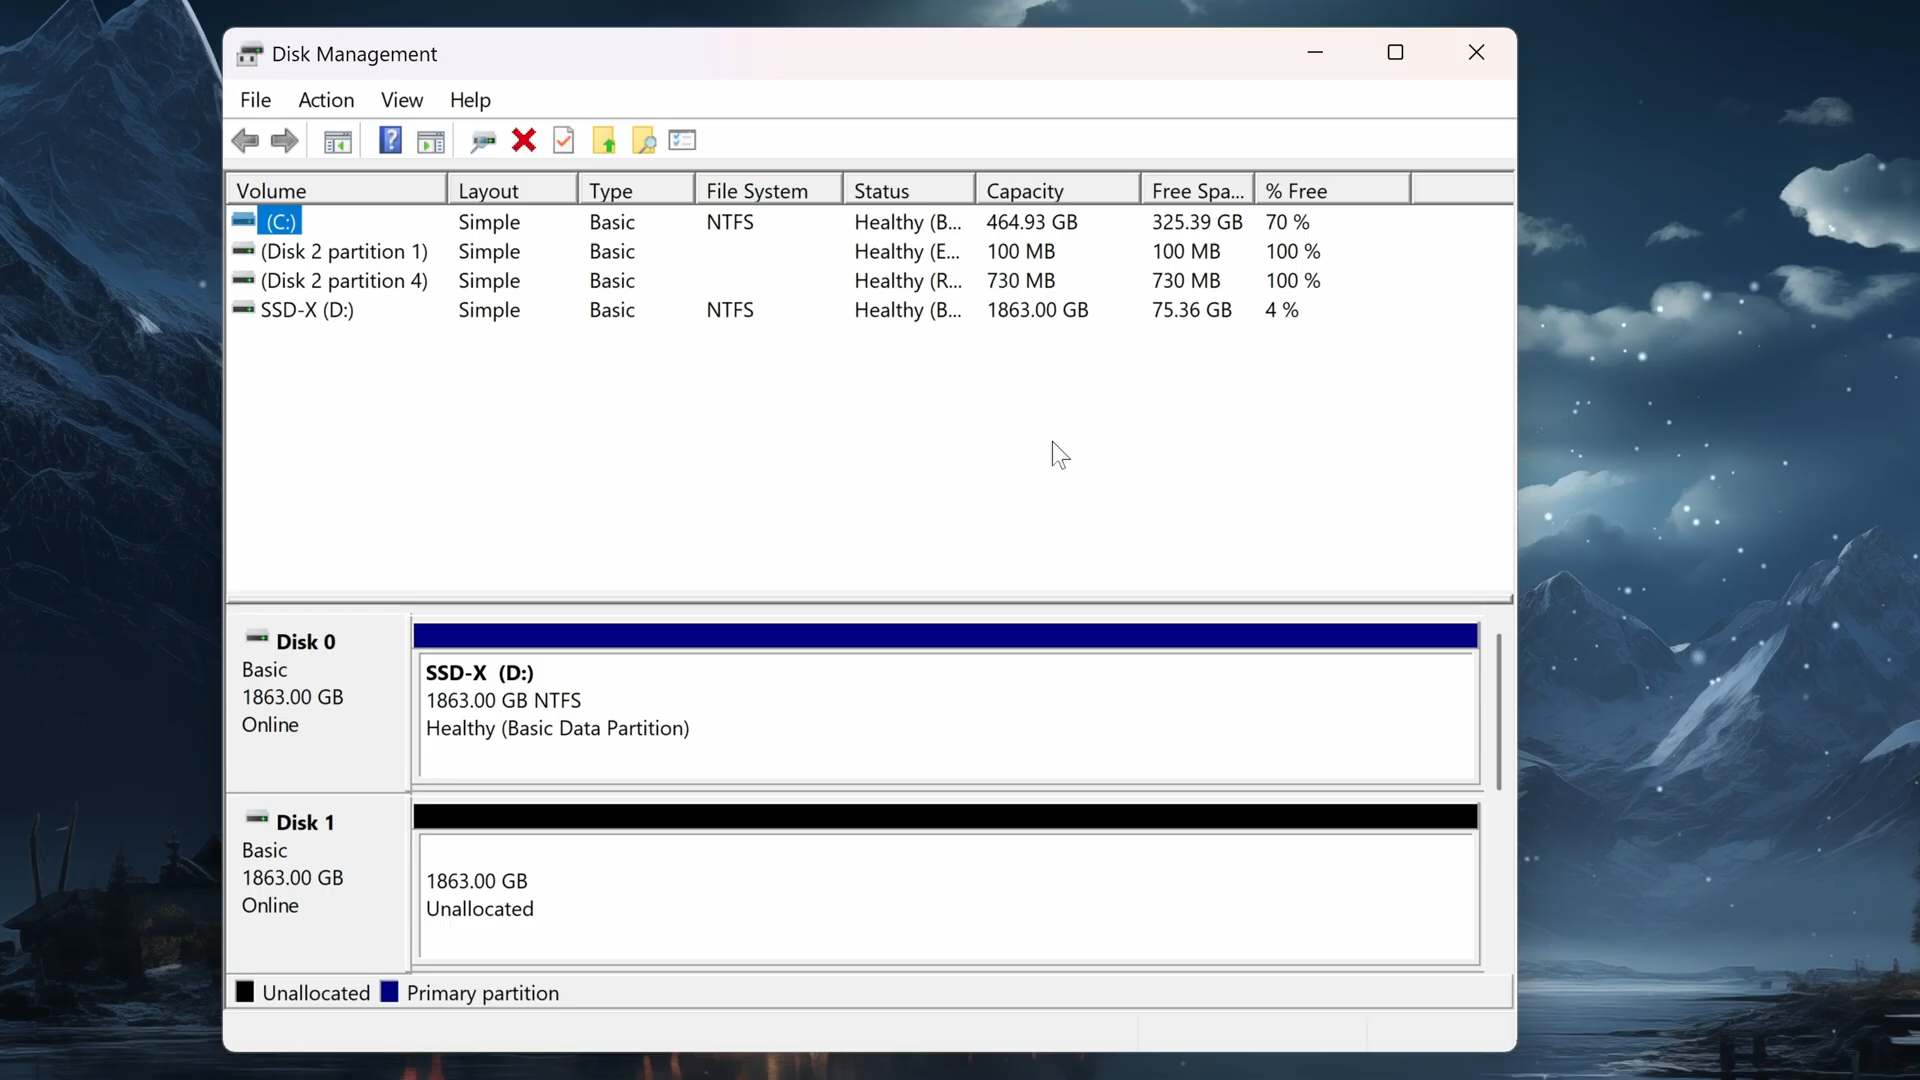 Disk Management
File Action View Help
Volume Layout Type File System Status Capacity Free Spa... % Free
(C:) Simple Basic NTFS Healthy (B... 464.93 GB 325.39 GB 70 %
(Disk 2 partition 1) Simple Basic Healthy (E... 100 MB 100 MB 100 %
(Disk 2 partition 4) Simple Basic Healthy (R... 730 MB 730 MB 100 %
SSD-X (D:) Simple Basic NTFS Healthy (B... 1863.00 GB 75.36 GB 4 %
Disk 0
Basic
1863.00 GB
Online
SSD-X (D:)
1863.00 GB NTFS
Healthy (Basic Data Partition)
Disk 1
Basic
1863.00 GB
Online
1863.00 GB
Unallocated
Unallocated Primary partition